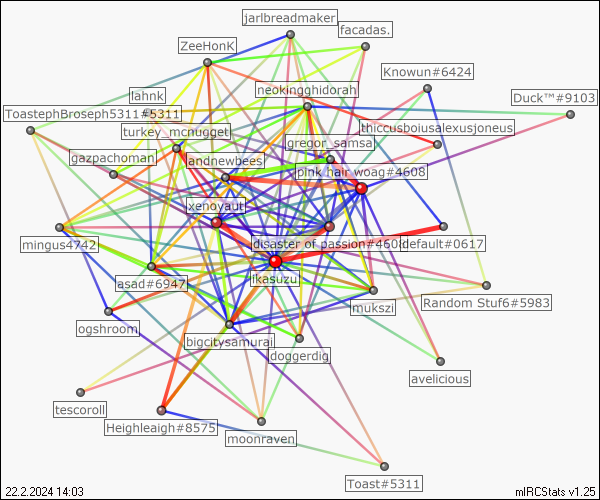 jarlbreadmaker
facadas.
ZeeHonK
Knowun#6424
neokingghidorah
Duck™#9103
lahnk
ToastephBroseph5311#5311
thiccusboiusalexusjoneus
turkey_mcnugget
gregor_samsa
gazpachoman
landnewbees
pink hair woag#4608
xenoyaut
mingus4742
disaster of passion#460
default#0617
asad#6947
ikasuzu
Random Stuf6#5983
mukszi
ogshroom
bigcitysamurai
doggerdig
avelicious
tescoroll
Heighleaigh#8575
moonraven
Toast#5311
22.2.2024 14:03
mIRCStats v1.25